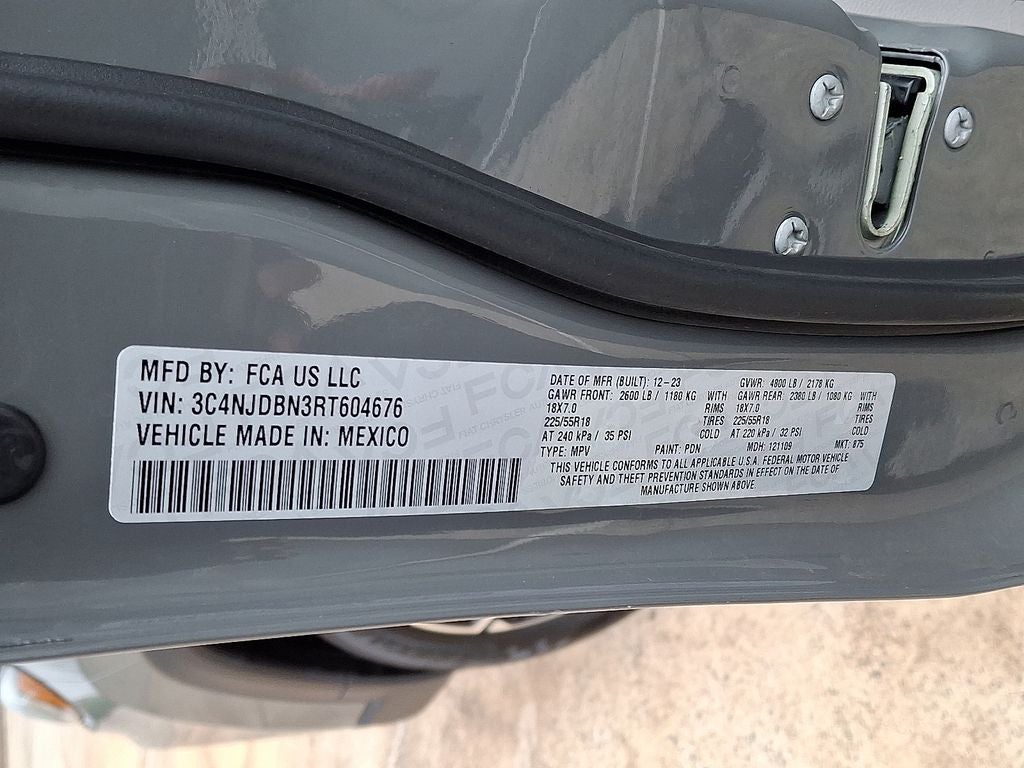 MFD BY: FCA US LLC
VIN: 3C4NJDBN3RT604676
VEHICLE MADE IN: MEXICO
DATE OF MFR (BUILT): 12-23 GVWR: 4800 LB / 2178 KG
GAWR FRONT: 2600 LB / 1180 KG WITH GAWR REAR: 2380 LB / 1080 KG WITH
18X7.0 RIMS 18X7.0 RIMS
225/55R18 TIRES 225/55R18 TIRES
AT 240 kPa / 35 PSI COLD AT 220 kPa / 32 PSI COLD
TYPE: MPV PAINT: PDN MDH: 121109 MKT: 875
THIS VEHICLE CONFORMS TO ALL APPLICABLE U.S.A. FEDERAL MOTOR VEHICLE
SAFETY AND THEFT PREVENTION STANDARDS IN EFFECT ON THE DATE OF
MANUFACTURE SHOWN ABOVE.